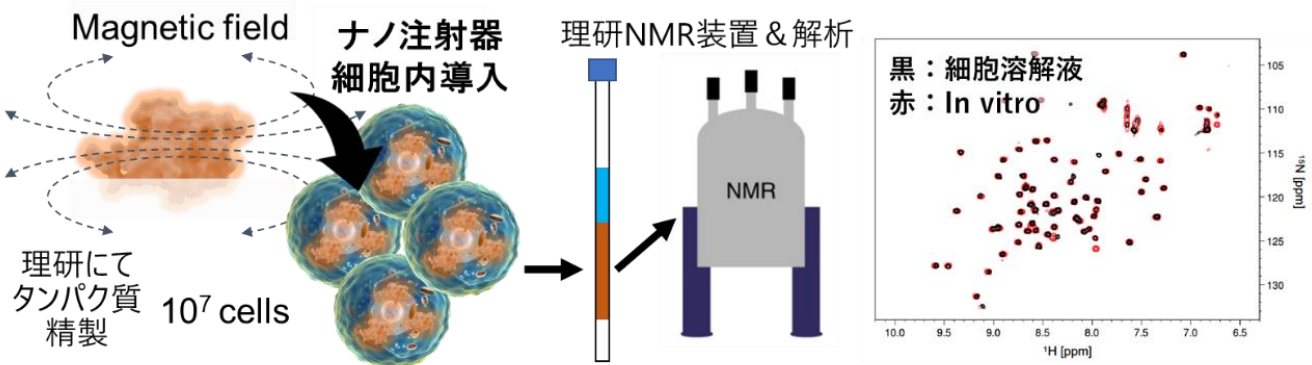 Magnetic field
ナノ注射器
細胞内導入
理研にて
タンパク質
精製
10⁷ cells
理研NMR装置＆解析
NMR
黒：細胞溶解液
赤：In vitro
105
110
115
120
125
130
¹⁵N [ppm]
10.0 9.5 9.0 8.5 8.0 7.5 7.0 6.5
¹H [ppm]